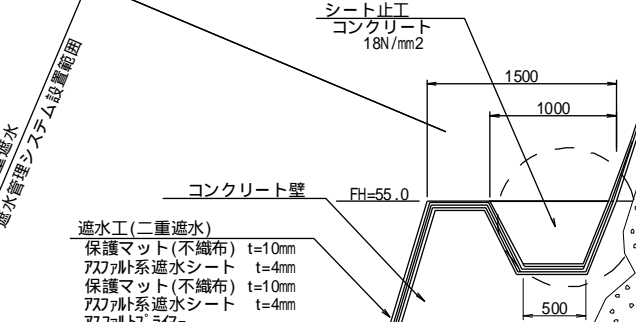 シート止工
コンクリート
18N/mm2
1500
1000
遮水管理システム設置範囲
コンクリート壁
FH=55.0
遮水工(二重遮水)
保護マット(不織布) t=10mm
アスファルト系遮水シート t=4mm
保護マット(不織布) t=10mm
アスファルト系遮水シート t=4mm
500